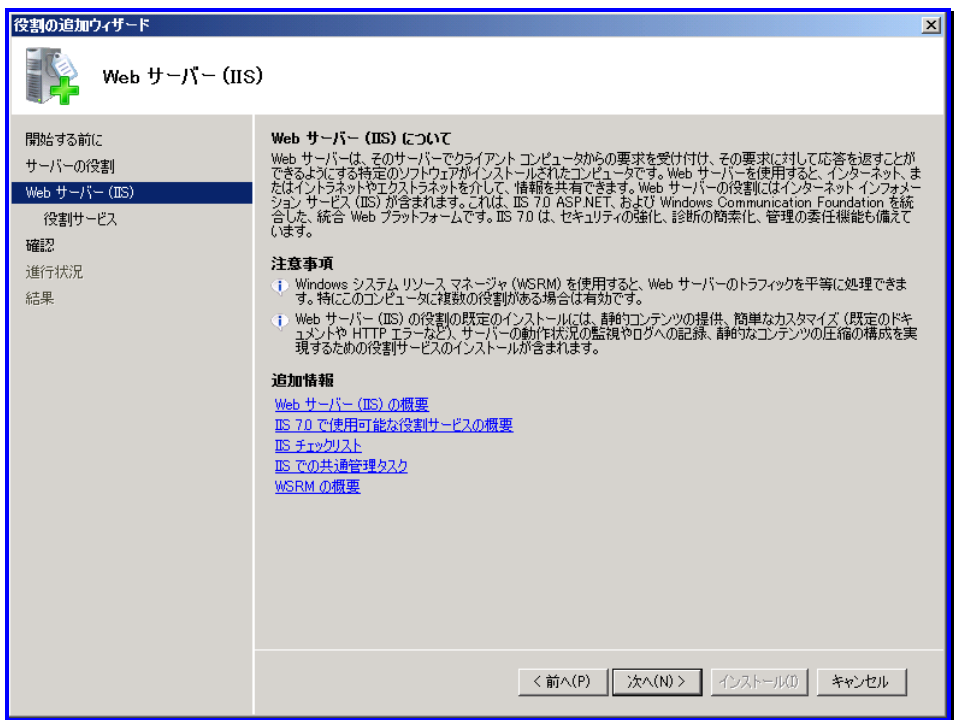 役割の追加ウィザード
Web サーバー (IIS)
開始する前に
サーバーの役割
Web サーバー (IIS)
役割サービス
確認
進行状況
結果
Web サーバー (IIS) について
Web サーバーは、そのサーバーでクライアント コンピュータからの要求を受け付け、その要求に対して応答を返すことが
できるようにする特定のソフトウェアがインストールされたコンピュータです。Web サーバーを使用すると、インターネット、ま
たはイントラネットやエクストラネットを介して、情報を共有できます。Web サーバーの役割にはインターネット インフォメー
ション サービス (IIS) が含まれます。これは、IIS 7.0 ASP.NET、および Windows Communication Foundation を統
合した、統合 Web プラットフォームです。IIS 7.0 は、セキュリティの強化、診断の簡素化、管理の委任機能も備えて
います。
注意事項
Windows システム リソース マネージャ (WSRM) を使用すると、Web サーバーのトラフィックを平等に処理できま
す。特にこのコンピュータに複数の役割がある場合は有効です。
Web サーバー (IIS) の役割の既定のインストールには、静的コンテンツの提供、簡単なカスタマイズ (既定のドキ
ュメントや HTTP エラーなど)、サーバーの動作状況の監視やログへの記録、静的なコンテンツの圧縮の構成を実
現するための役割サービスのインストールが含まれます。
追加情報
Web サーバー (IIS) の概要
IIS 7.0 で使用可能な役割サービスの概要
IIS チェックリスト
IIS での共通管理タスク
WSRM の概要
< 前へ(P)
次へ(N) >
インストール(I)
キャンセル